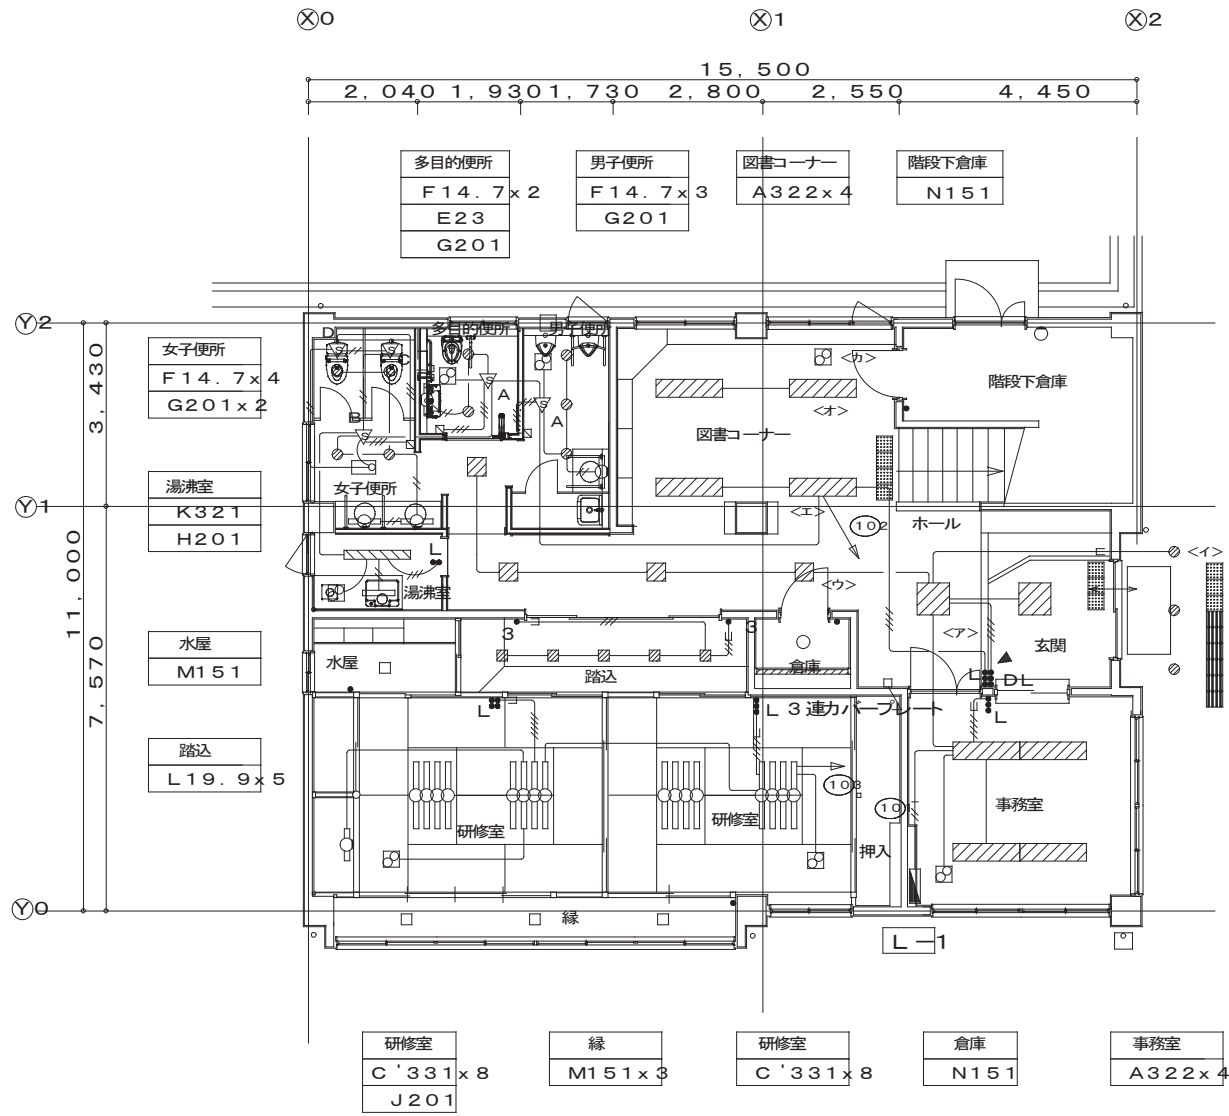 X0
X1
X2
15,500
2,040
1,930
1,730
2,800
2,550
4,450
多目的便所
F14.7x2
E23
G201
男子便所
F14.7x3
G201
図書コーナー
A322x4
階段下倉庫
N151
Y2
Y1
Y0
3,430
11,000
7,570
女子便所
F14.7x4
G201x2
湯沸室
K321
H201
水屋
M151
踏込
L19.9x5
D
多目的便所
男子便所
S
S
C
S
S
A
A
B
S
女子便所
<カ>
<オ>
階段下倉庫
図書コーナー
<エ>
102
ホール
<イ>
L
湯沸室
<ウ>
<ア>
玄関
3
3
倉庫
水屋
踏込
L
DL
L
L 3連カバープレート
L
103
101
研修室
研修室
事務室
押入
縁
L-1
研修室
C'331x8
J201
縁
M151x3
研修室
C'331x8
倉庫
N151
事務室
A322x4